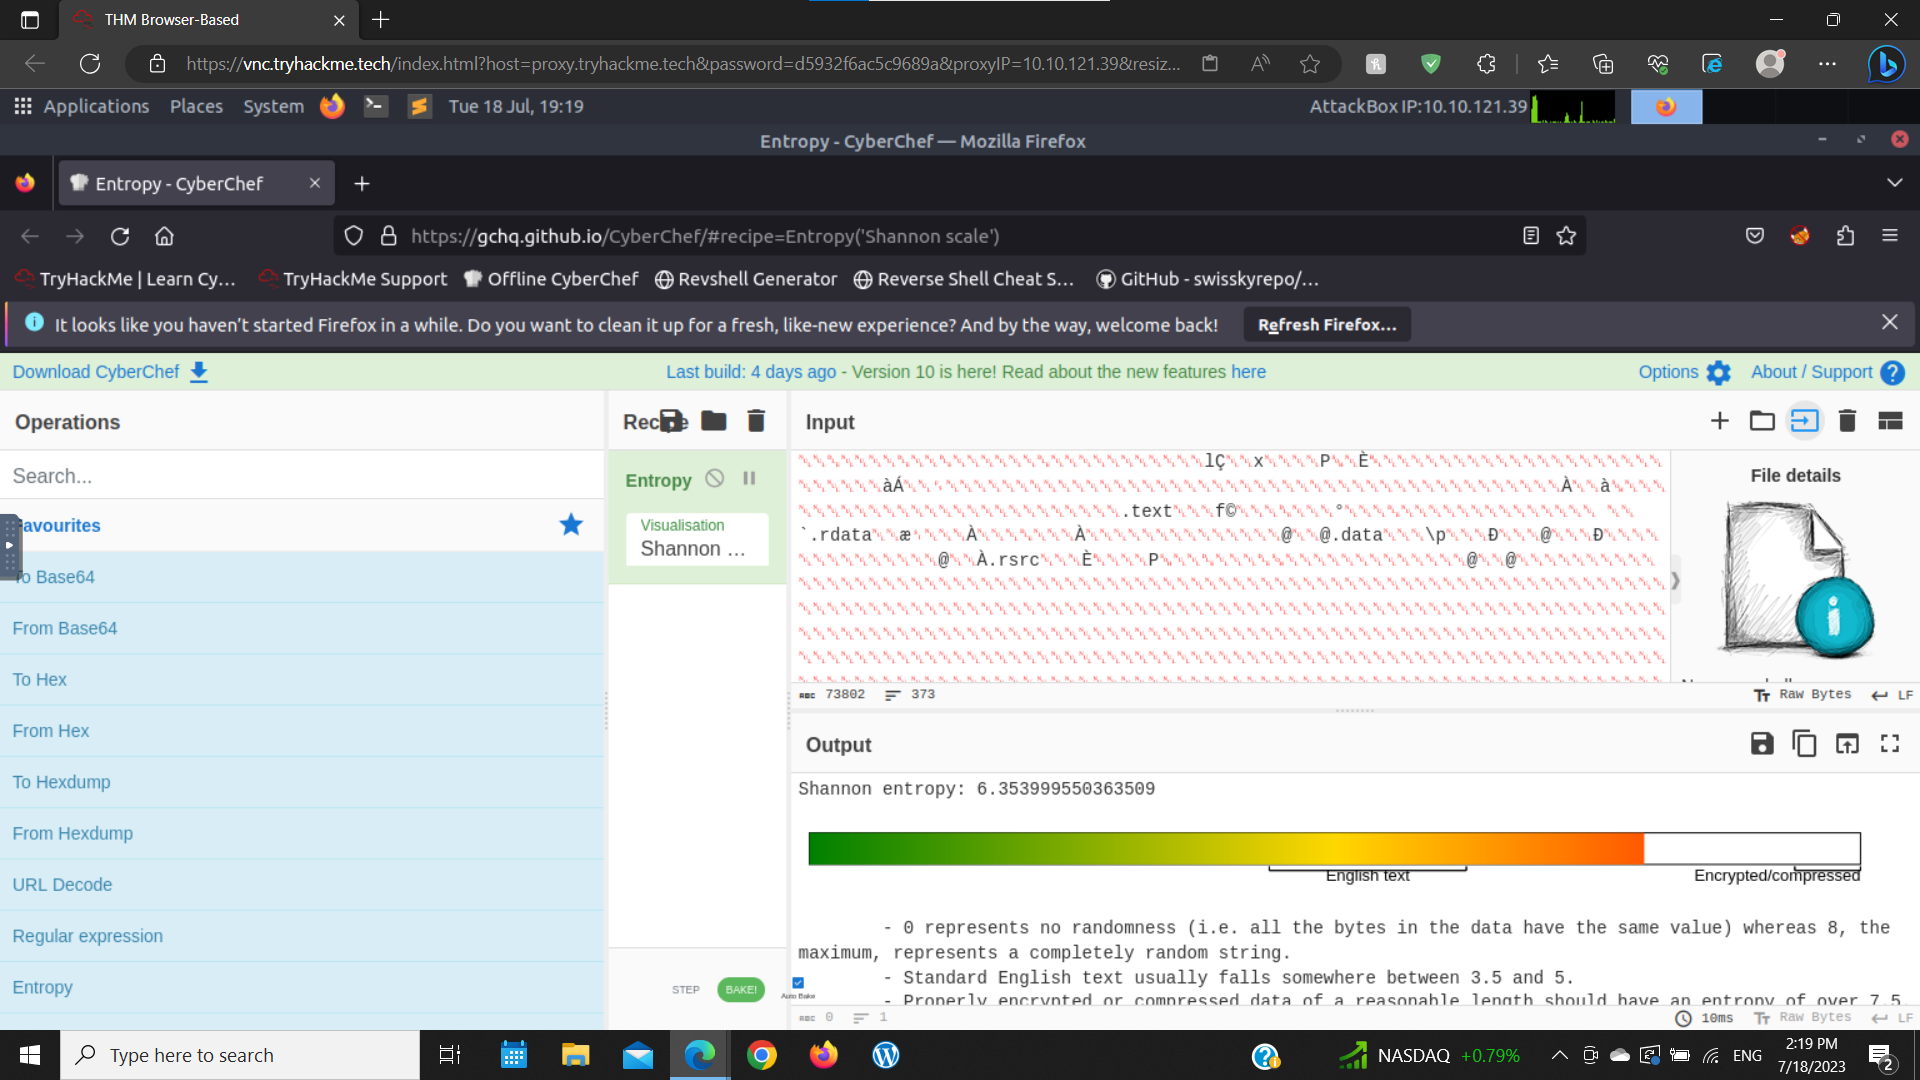 THM Browser-Based
https://vnc.tryhackme.tech/index.html?host=proxy.tryhackme.tech&password=d5932f6ac5c9689a&proxyIP=10.10.121.39&resiz...
Applications Places System Tue 18 Jul, 19:19 AttackBox IP:10.10.121.39
Entropy - CyberChef — Mozilla Firefox
Entropy - CyberChef
https://gchq.github.io/CyberChef/#recipe=Entropy('Shannon scale')
TryHackMe | Learn Cy... TryHackMe Support Offline CyberChef Revshell Generator Reverse Shell Cheat S... GitHub - swisskyrepo/...
It looks like you haven't started Firefox in a while. Do you want to clean it up for a fresh, like-new experience? And by the way, welcome back! Refresh Firefox...
Download CyberChef Last build: 4 days ago - Version 10 is here! Read about the new features here Options About / Support
Operations
Search...
avourites
To Base64
From Base64
To Hex
From Hex
To Hexdump
From Hexdump
URL Decode
Regular expression
Entropy
Entropy
Visualisation
Shannon ...
STEP BAKE!
Auto Bake
Input
lÇ x P È
àÁ À à
.text f© °
`.rdata æ À À @ @.data \p Ð @ Ð
@ À.rsrc È P @ @
File details
73802 373 Raw Bytes LF
Output
Shannon entropy: 6.353999550363509
English text Encrypted/compressed
- 0 represents no randomness (i.e. all the bytes in the data have the same value) whereas 8, the
maximum, represents a completely random string.
- Standard English text usually falls somewhere between 3.5 and 5.
- Properly encrypted or compressed data of a reasonable length should have an entropy of over 7.5.
0 1 10ms Raw Bytes LF
Type here to search NASDAQ +0.79% ENG 2:19 PM
7/18/2023
2